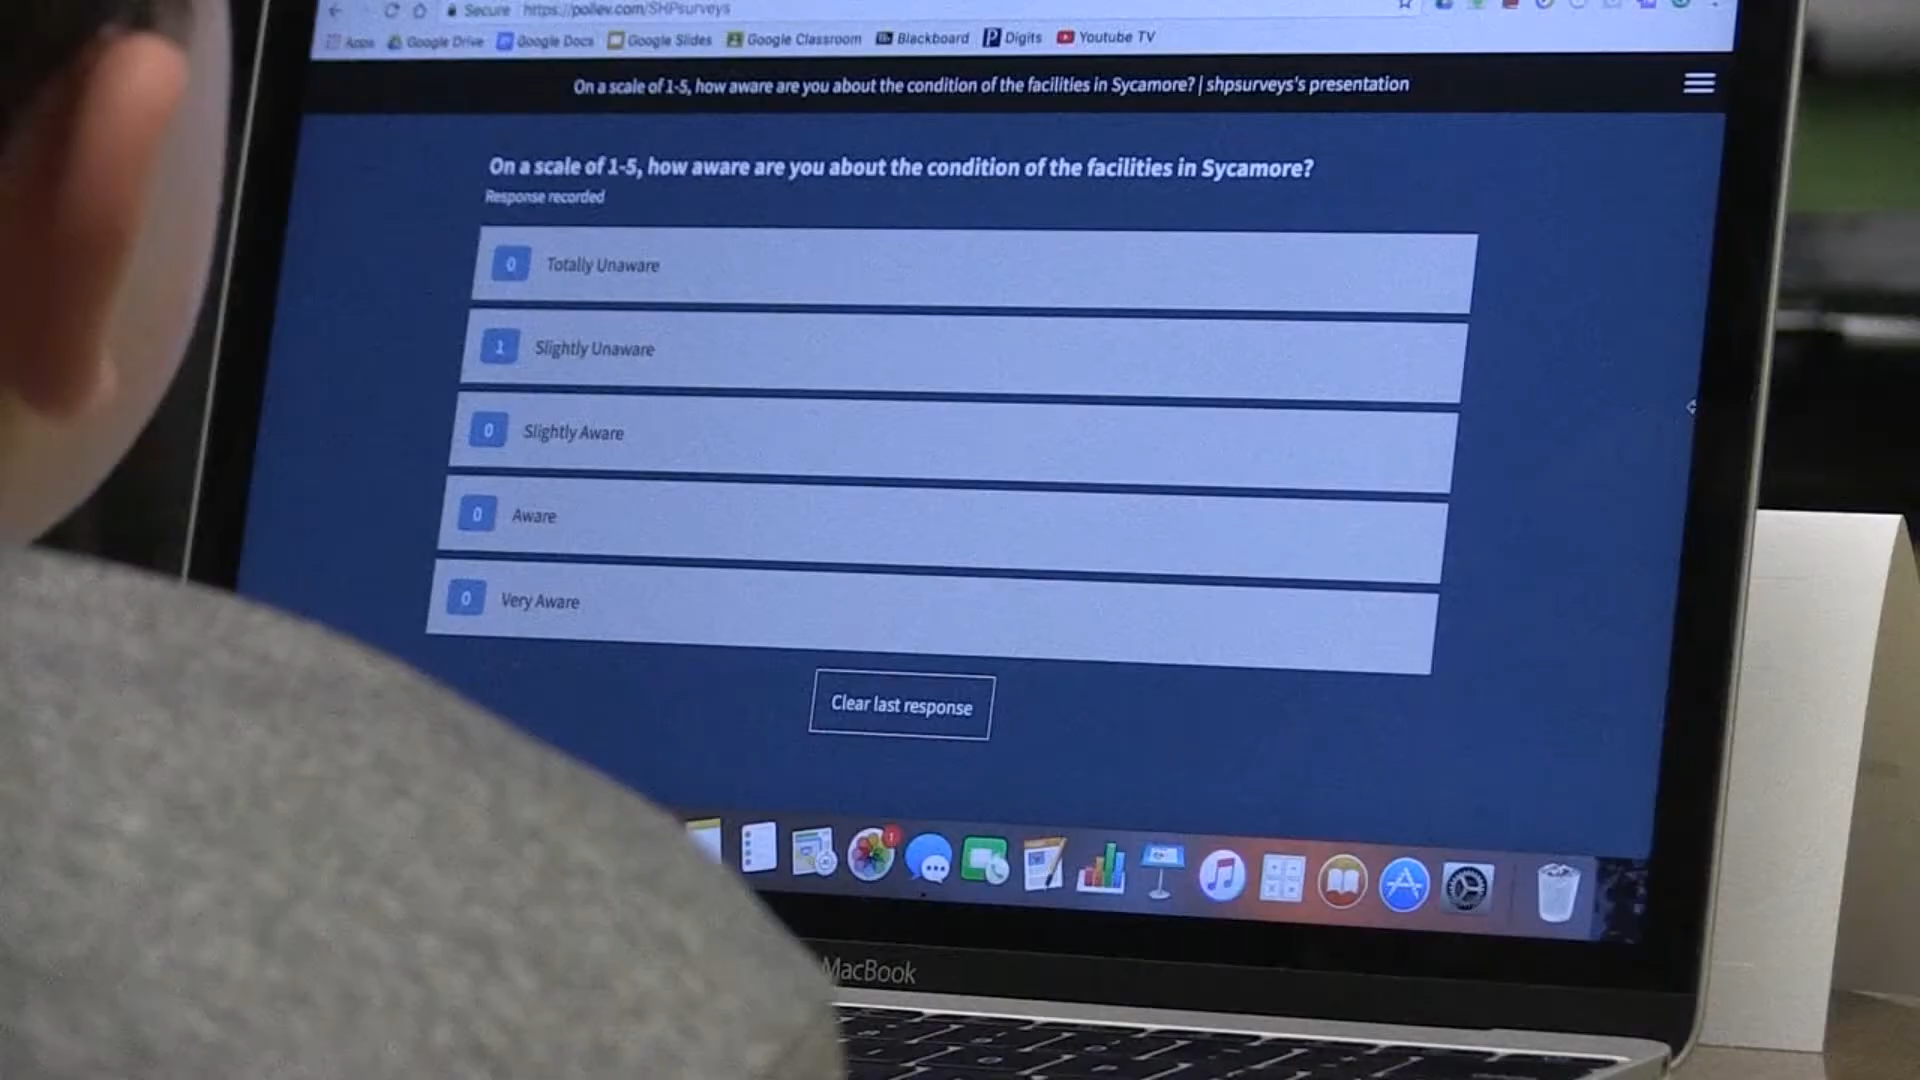 Secure https://pollev.com/SHPsurveys
Apps Google Drive Google Docs Google Slides Google Classroom Bb Blackboard P Digits Youtube TV
On a scale of 1-5, how aware are you about the condition of the facilities in Sycamore? | shpsurveys's presentation
On a scale of 1-5, how aware are you about the condition of the facilities in Sycamore?
Response recorded
0 Totally Unaware
1 Slightly Unaware
0 Slightly Aware
0 Aware
0 Very Aware
Clear last response
1
MacBook